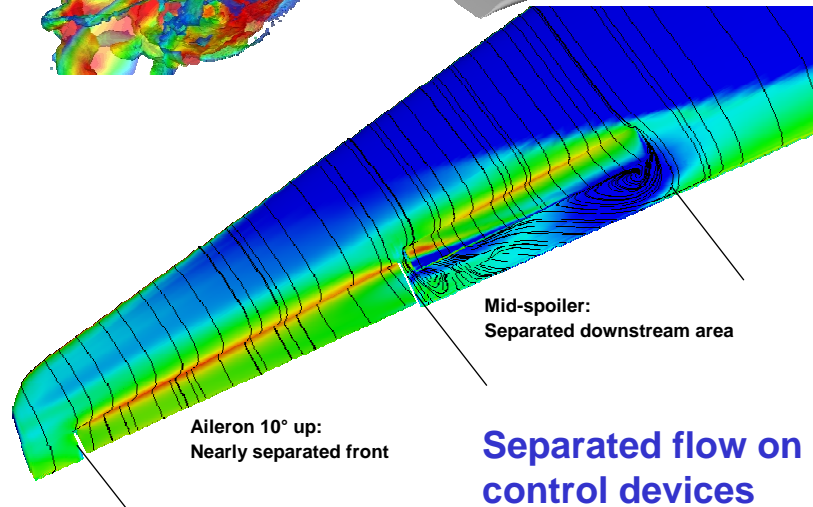 Mid-spoiler:
Separated downstream area
Aileron 10° up:
Nearly separated front
Separated flow on
control devices